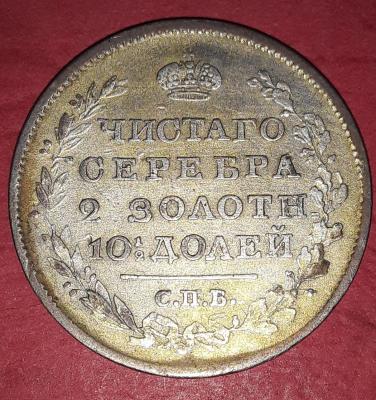 ЧИСТАГО
СЕРЕБРА
2 ЗОЛОТН.
10⁂ДОЛЕЙ
С.П.Б.